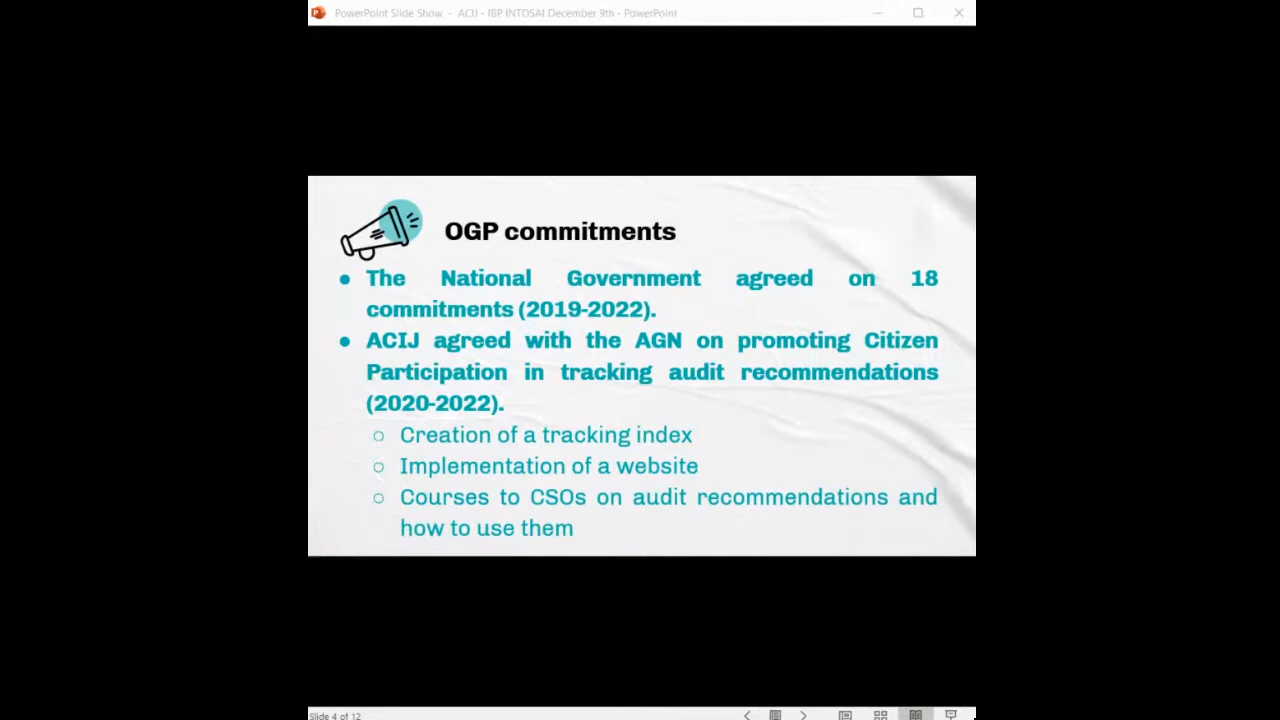 PowerPoint Slide Show - ACIJ - IBP INTOSAI December 9th - PowerPoint
OGP commitments
● The National Government agreed on 18
commitments (2019-2022).
● ACIJ agreed with the AGN on promoting Citizen
Participation in tracking audit recommendations
(2020-2022).
○ Creation of a tracking index
○ Implementation of a website
○ Courses to CSOs on audit recommendations and
how to use them
Slide 4 of 12